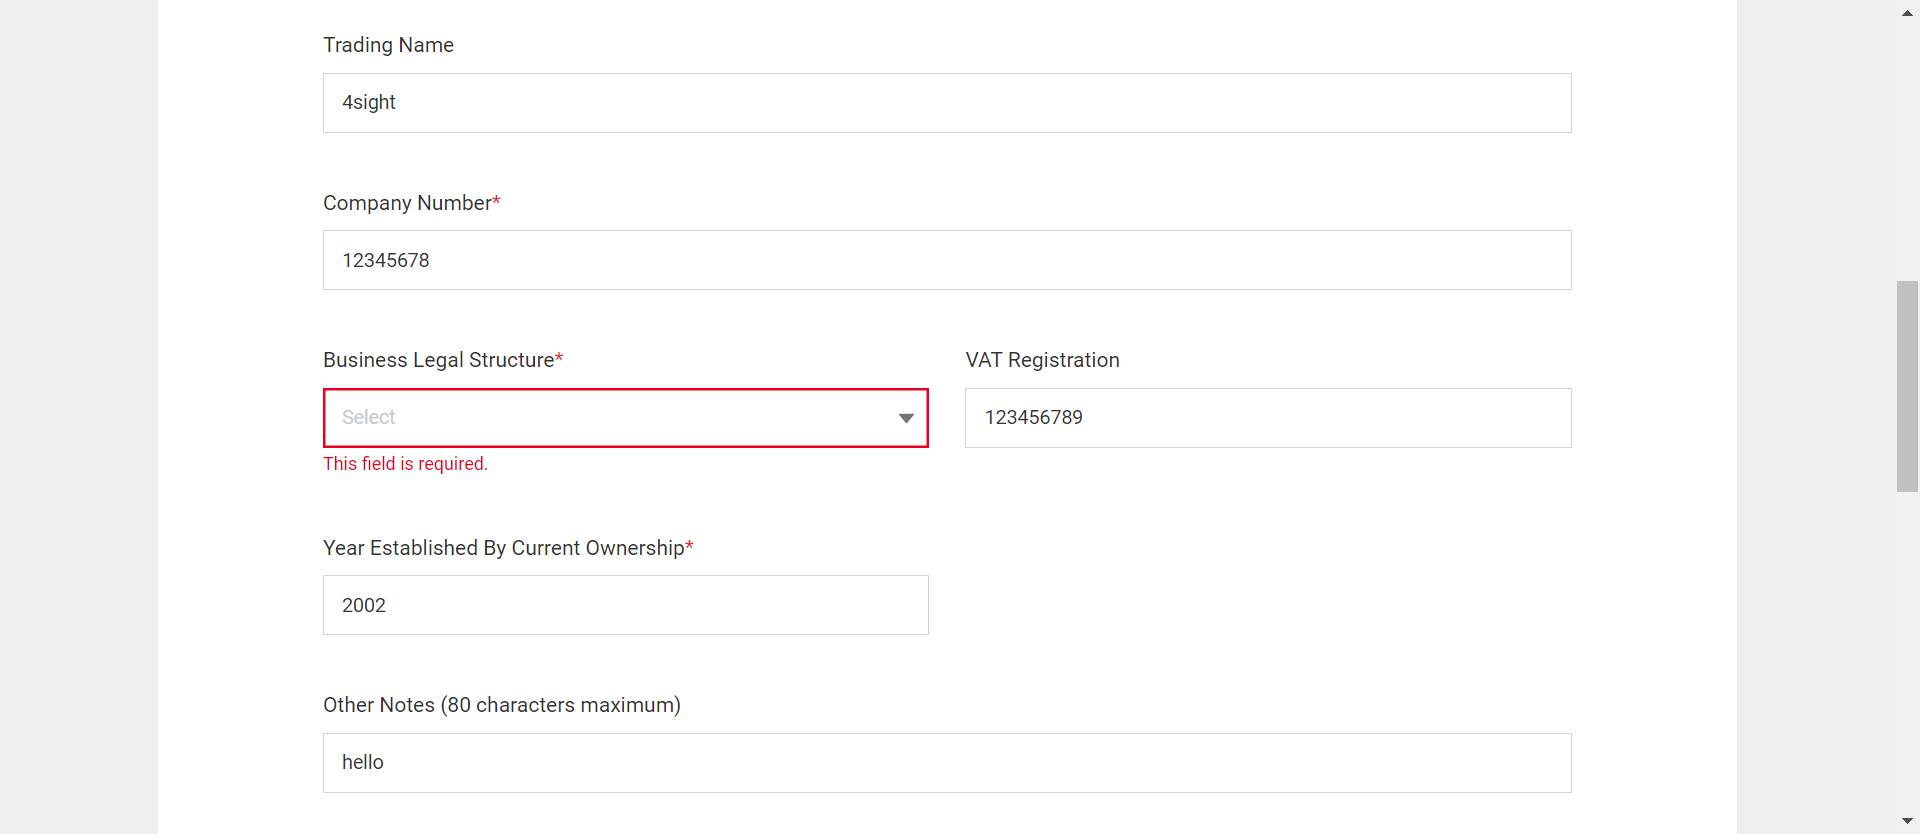 Trading Name
4sight
Company Number*
12345678
Business Legal Structure*
Select
This field is required.
VAT Registration
123456789
Year Established By Current Ownership*
2002
Other Notes (80 characters maximum)
hello